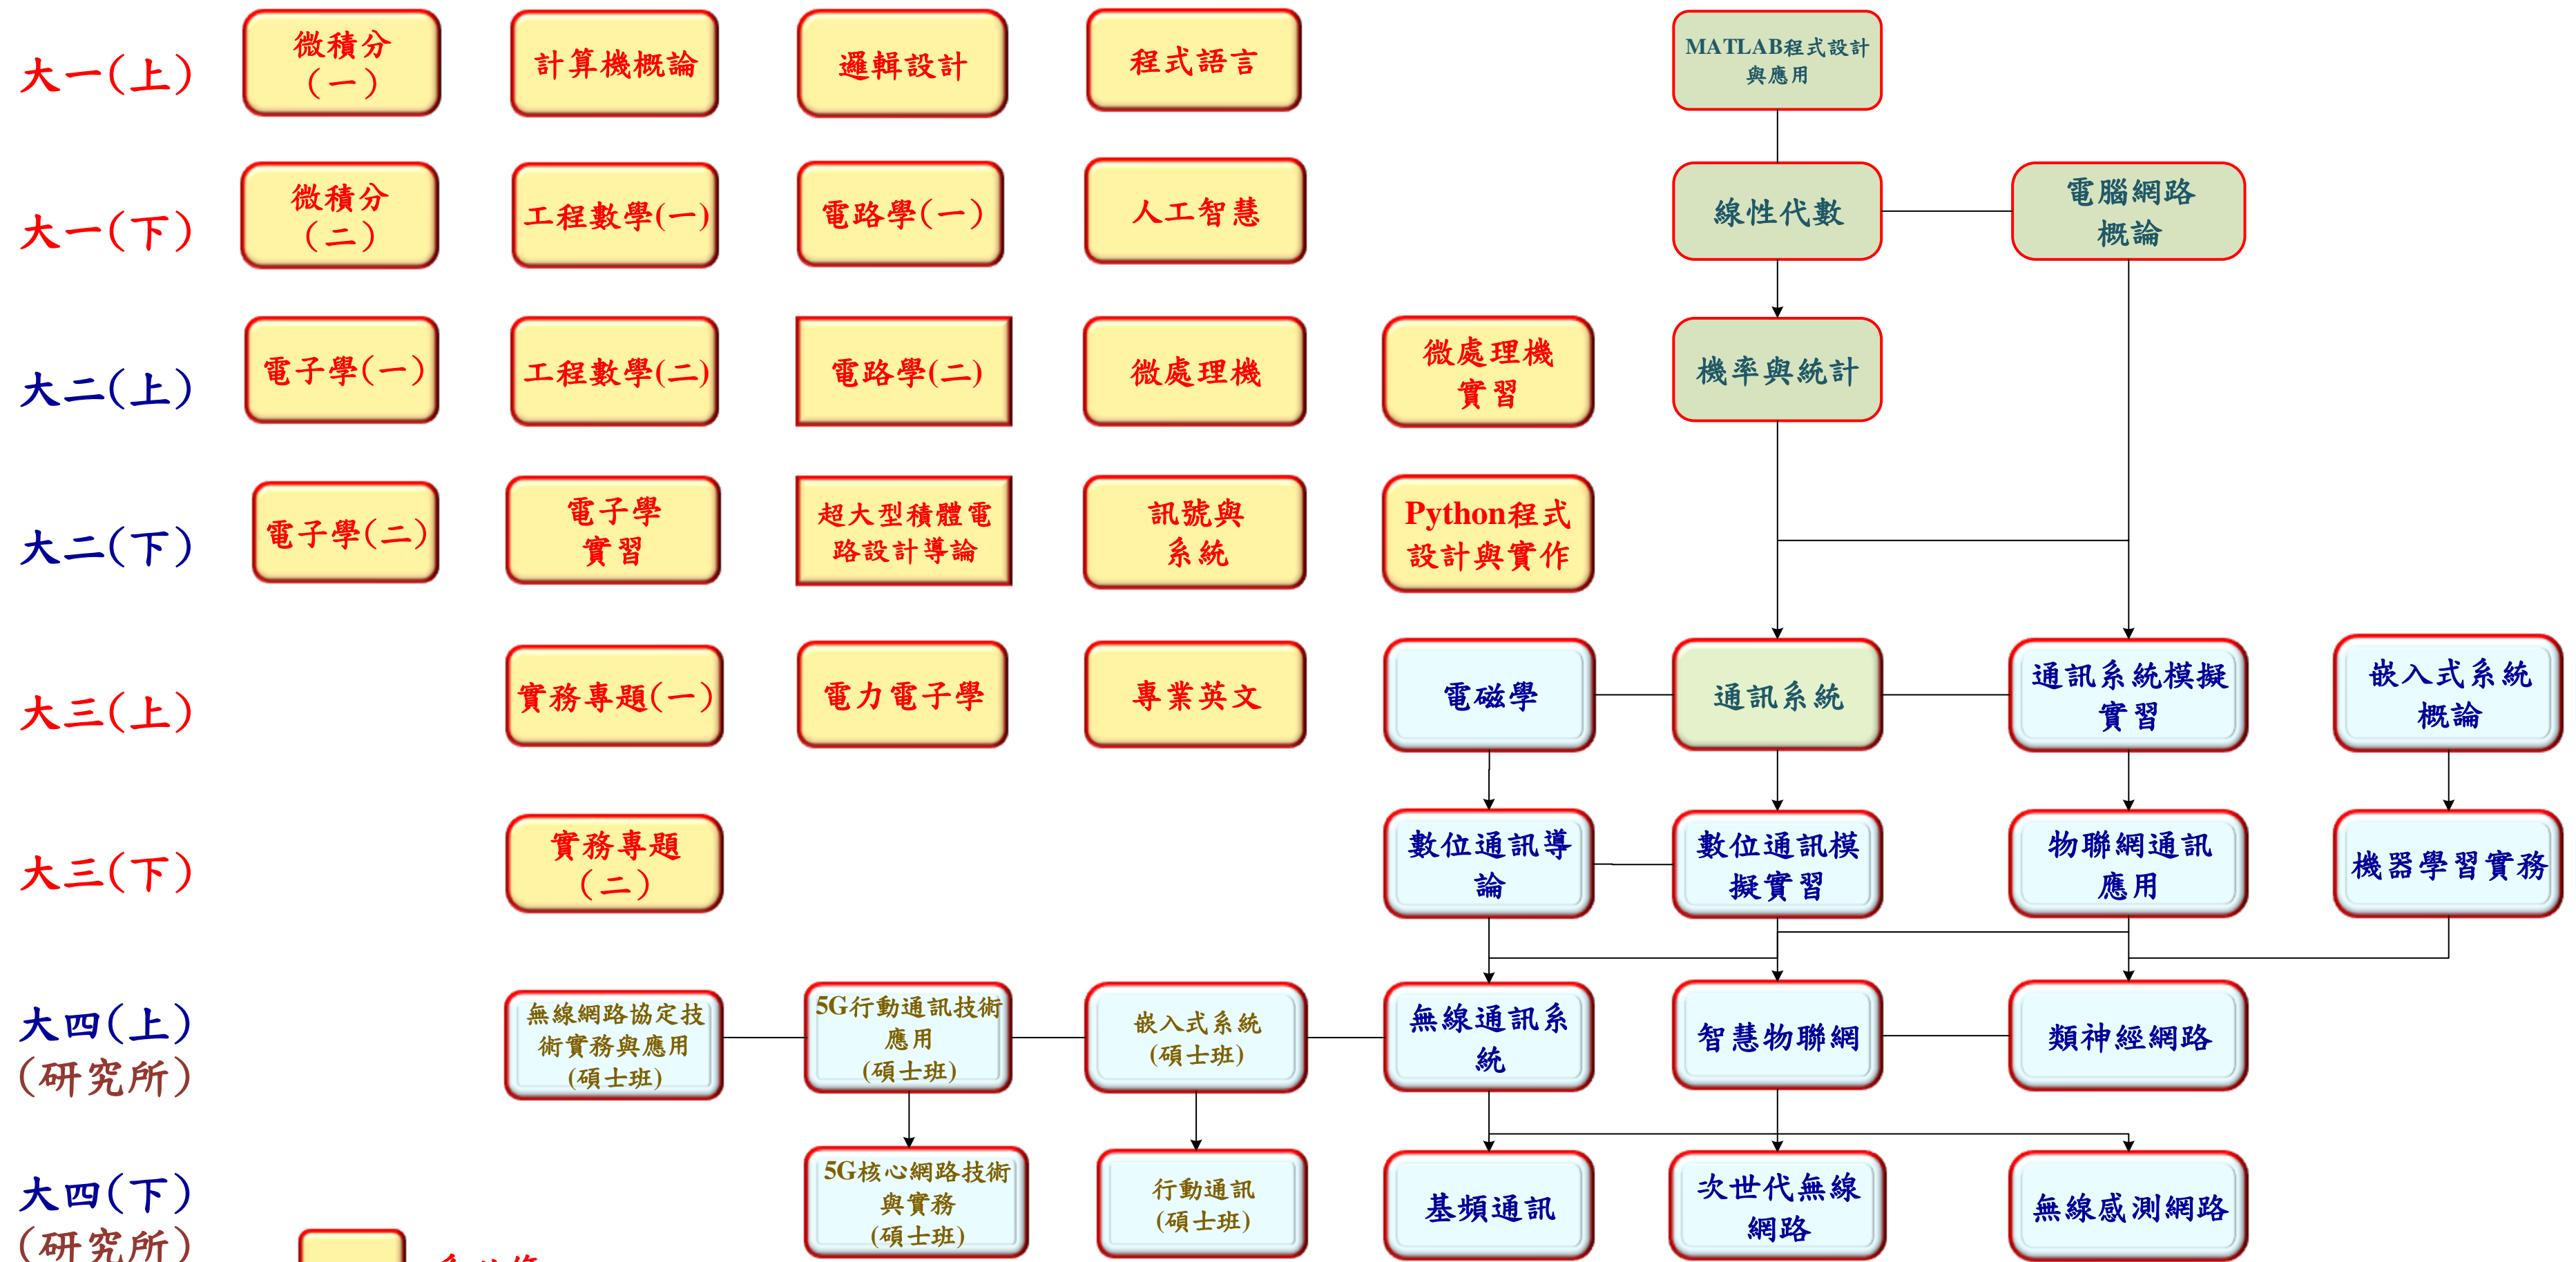 大一(上)
微積分
(一)
計算機概論
邏輯設計
程式語言
MATLAB程式設計
與應用
大一(下)
微積分
(二)
工程數學(一)
電路學(一)
人工智慧
線性代數
電腦網路
概論
大二(上)
電子學(一)
工程數學(二)
電路學(二)
微處理機
微處理機
實習
機率與統計
大二(下)
電子學(二)
電子學
實習
超大型積體電
路設計導論
訊號與
系統
Python程式
設計與實作
大三(上)
實務專題(一)
電力電子學
專業英文
電磁學
通訊系統
通訊系統模擬
實習
嵌入式系統
概論
大三(下)
實務專題
(二)
數位通訊導
論
數位通訊模
擬實習
物聯網通訊
應用
機器學習實務
大四(上)
(研究所)
無線網路協定技
術實務與應用
(碩士班)
5G行動通訊技術
應用
(碩士班)
嵌入式系統
(碩士班)
無線通訊系
統
智慧物聯網
類神經網路
大四(下)
(研究所)
5G核心網路技術
與實務
(碩士班)
行動通訊
(碩士班)
基頻通訊
次世代無線
網路
無線感測網路